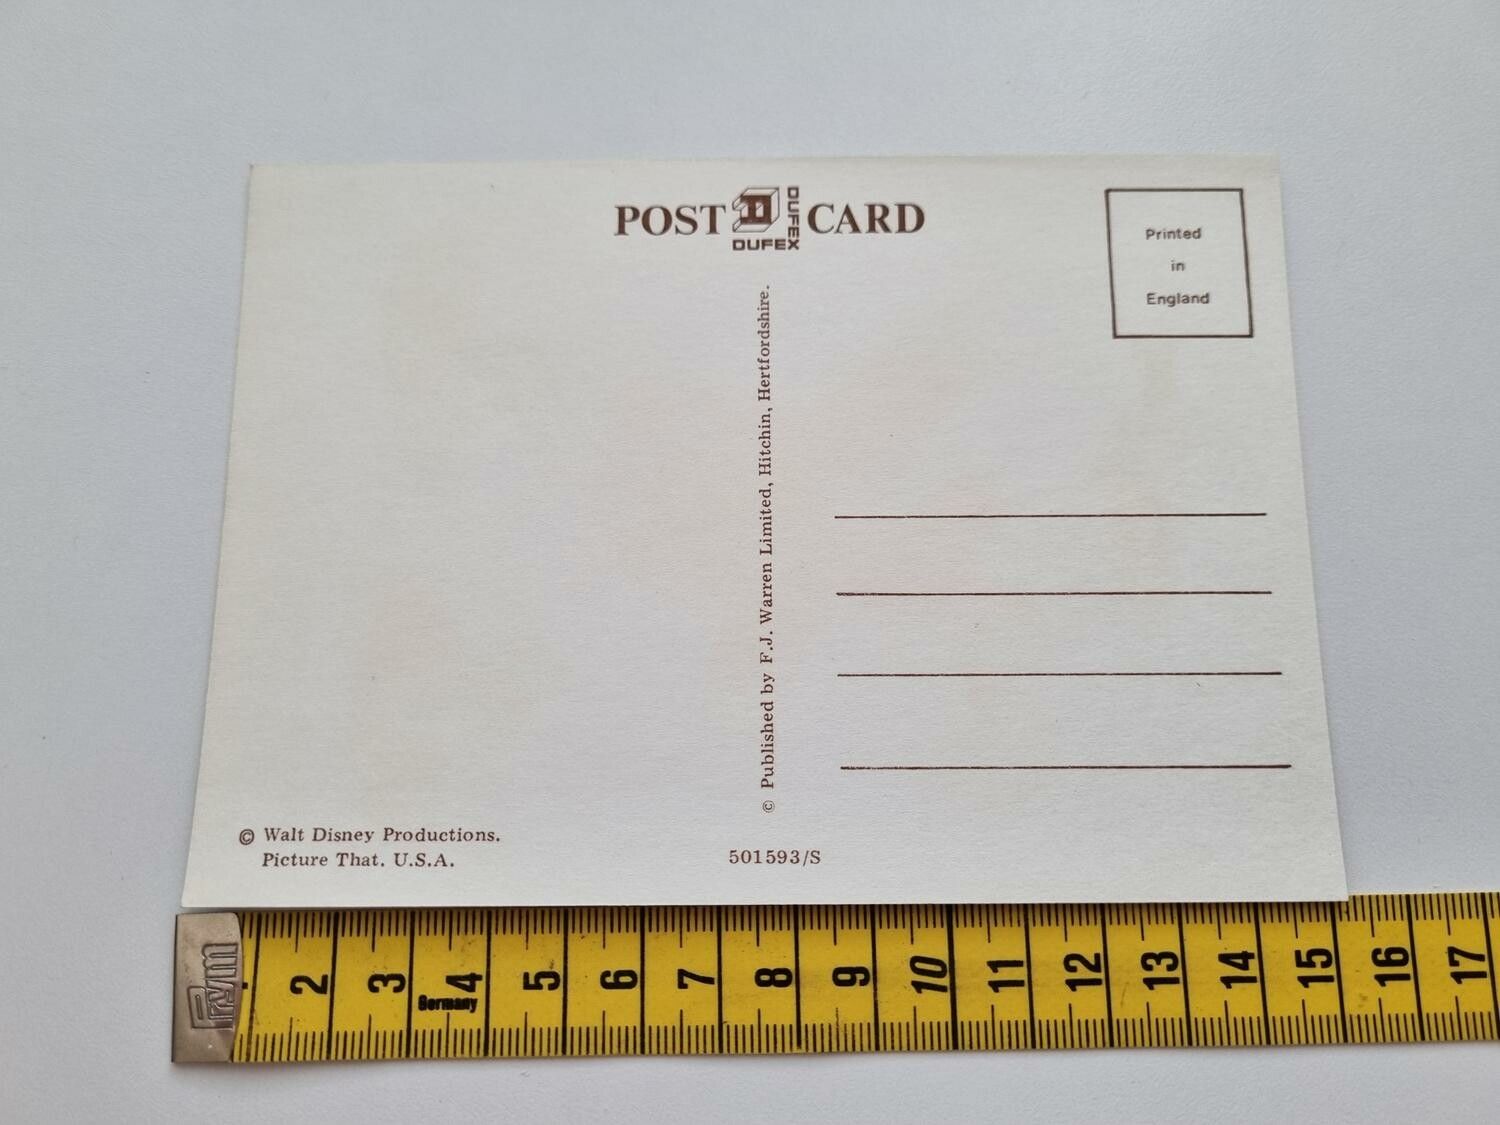 POST DUFEX DUFEX CARD
Printed
in
England
© Published by F.J. Warren Limited, Hitchin, Hertfordshire.
© Walt Disney Productions.
Picture That. U.S.A.
501593/S
Prym
2 3 4 5 6 7 8 9 10 11 12 13 14 15 16 17
Germany